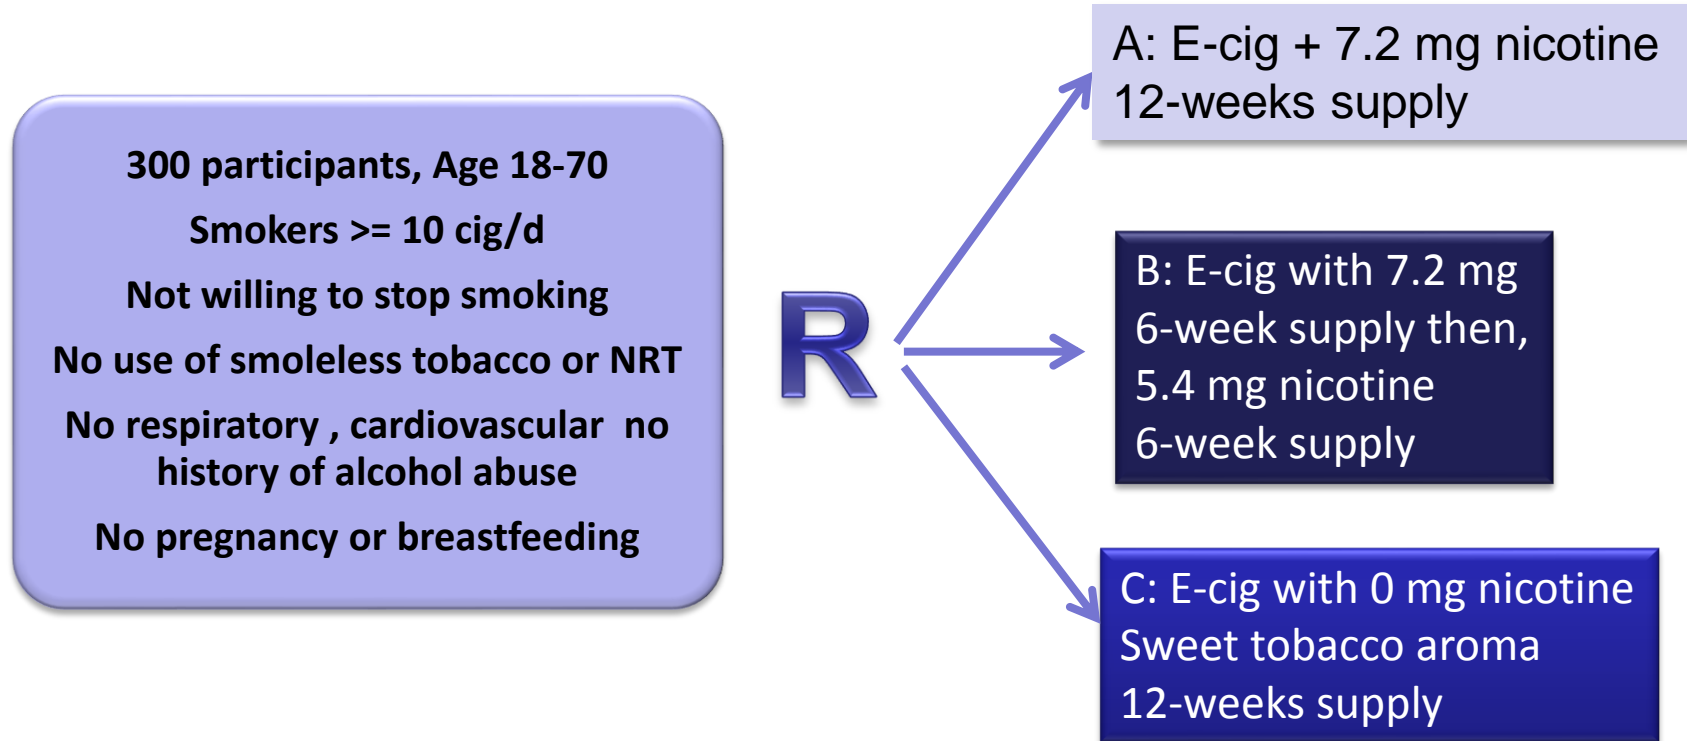 300 participants, Age 18-70
Smokers >= 10 cig/d
Not willing to stop smoking
No use of smoleless tobacco or NRT
No respiratory , cardiovascular  no
history of alcohol abuse
No pregnancy or breastfeeding
R
A: E-cig + 7.2 mg nicotine
12-weeks supply
B: E-cig with 7.2 mg
6-week supply then,
5.4 mg nicotine
6-week supply
C: E-cig with 0 mg nicotine
Sweet tobacco aroma
12-weeks supply